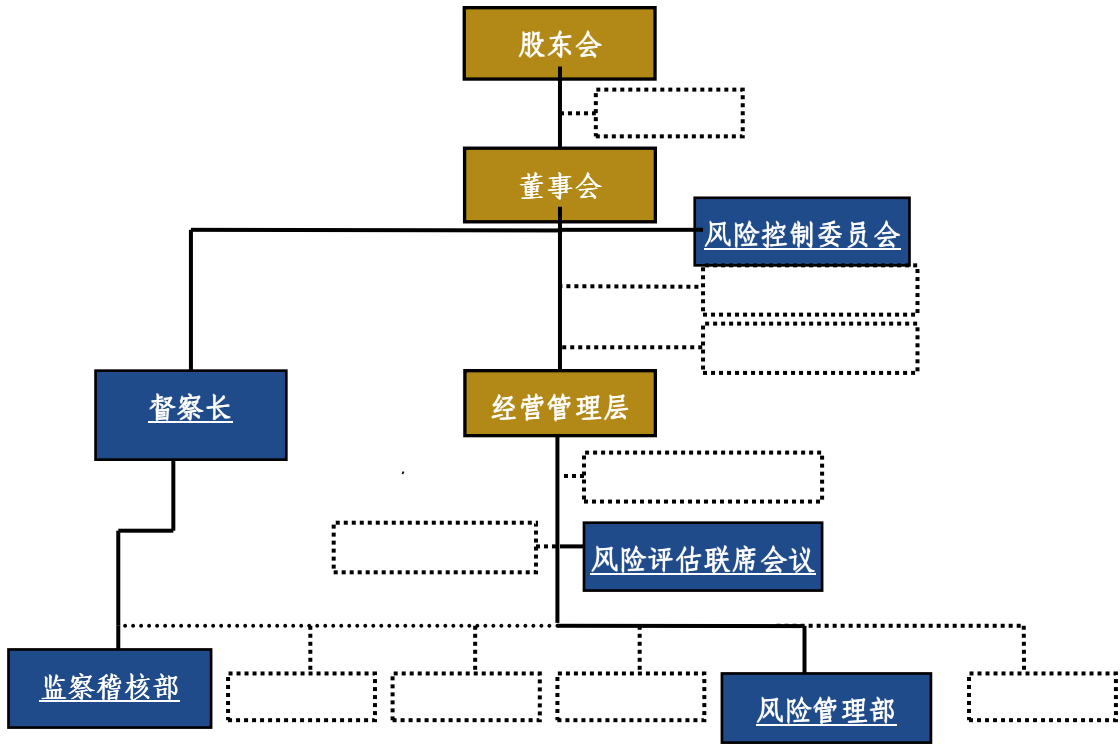 股东会
董事会
风险控制委员会
督察长
经营管理层
风险评估联席会议
监察稽核部
风险管理部